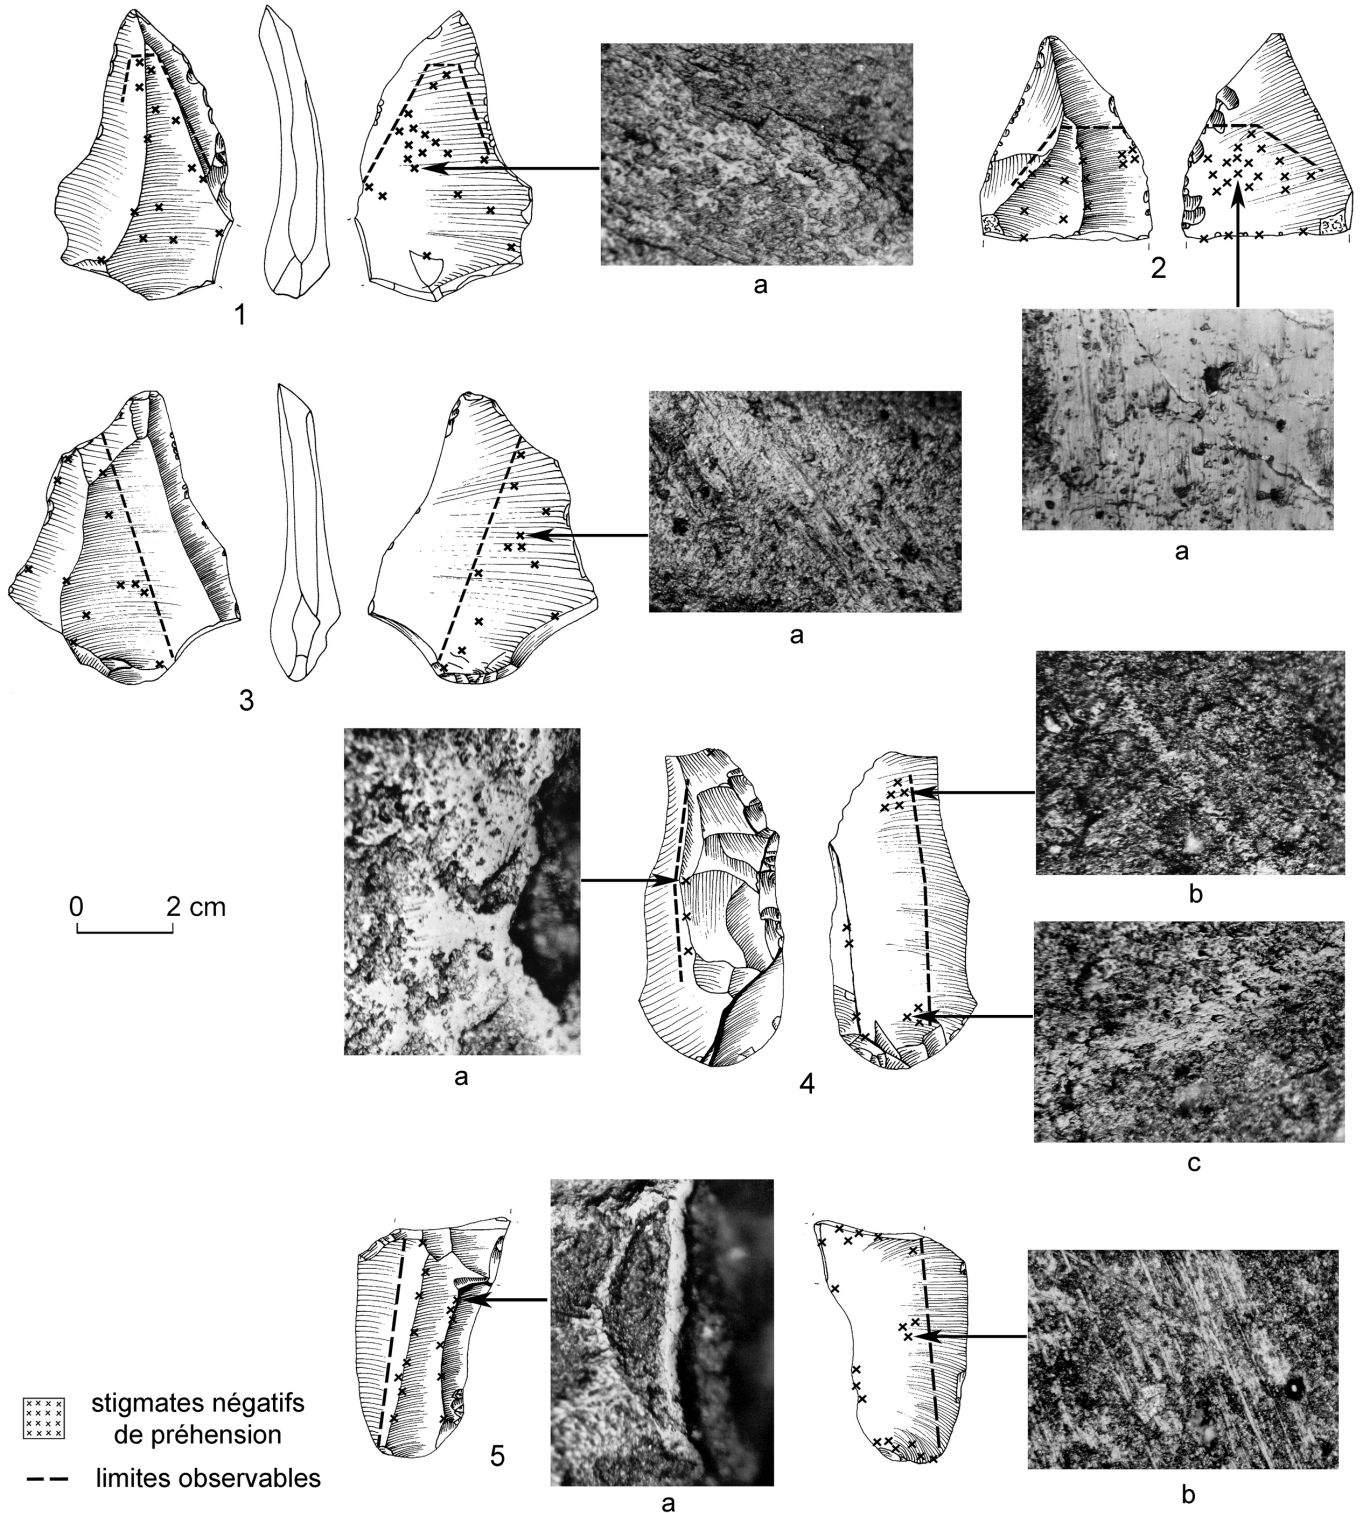 1
a
2
a
3
a
0 2 cm
a
4
b
c
5
a
b
stigmates négatifs
de préhension
limites observables